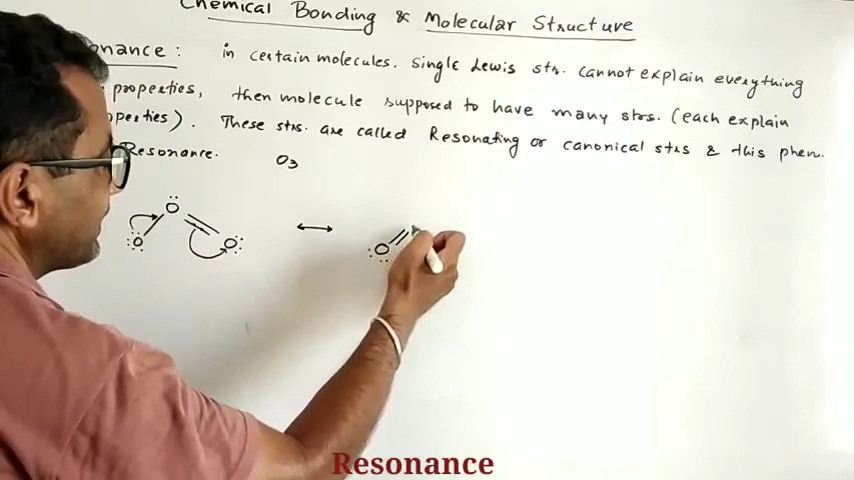 Chemical Bonding & Molecular Structure
onance : in certain molecules, single Lewis str. cannot explain everything
properties, then molecule supposed to have many strs. (each explain
operties). These strs. are called Resonating or canonical strs & this phen.
Resonance. O3
O
O O O
Resonance